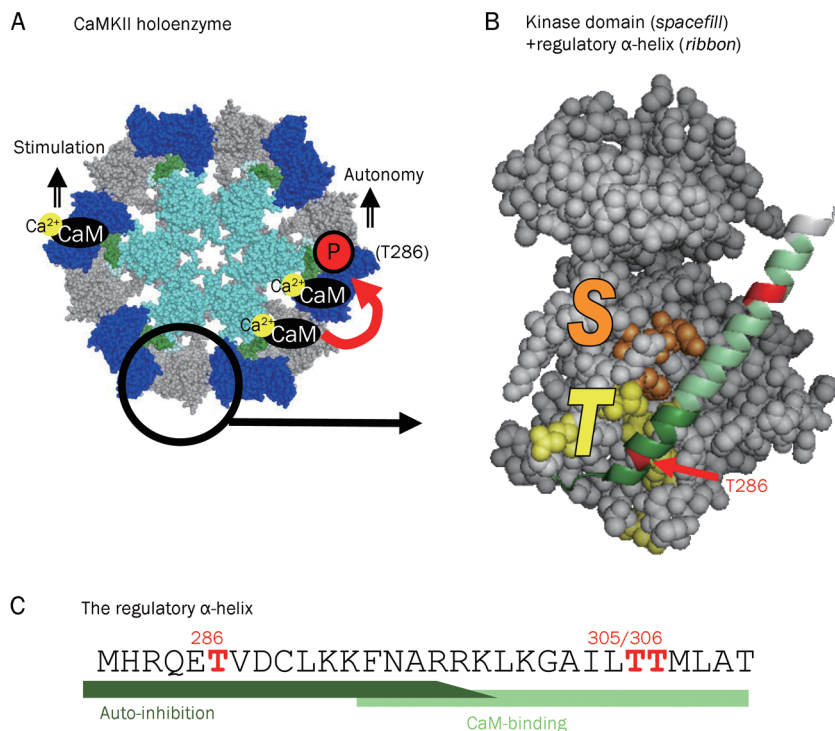 A
CaMKII holoenzyme
Stimulation
Autonomy
Ca2+
CaM
P
(T286)
Ca2+
CaM
Ca2+
CaM
B
Kinase domain (spacefill)
+regulatory α-helix (ribbon)
S
T
T286
C
The regulatory α-helix
286
305/306
MHRQETVDCLKKFNARRKLKGAILTTMLAT
Auto-inhibition
CaM-binding